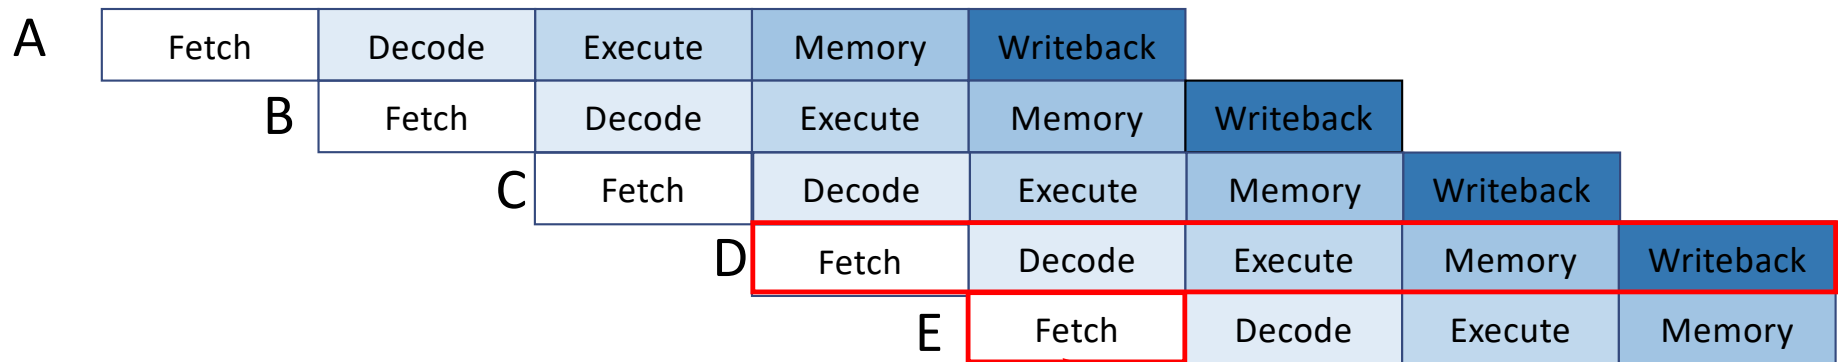 A Fetch Decode Execute Memory Writeback
B Fetch Decode Execute Memory Writeback
C Fetch Decode Execute Memory Writeback
D Fetch Decode Execute Memory Writeback
E Fetch Decode Execute Memory